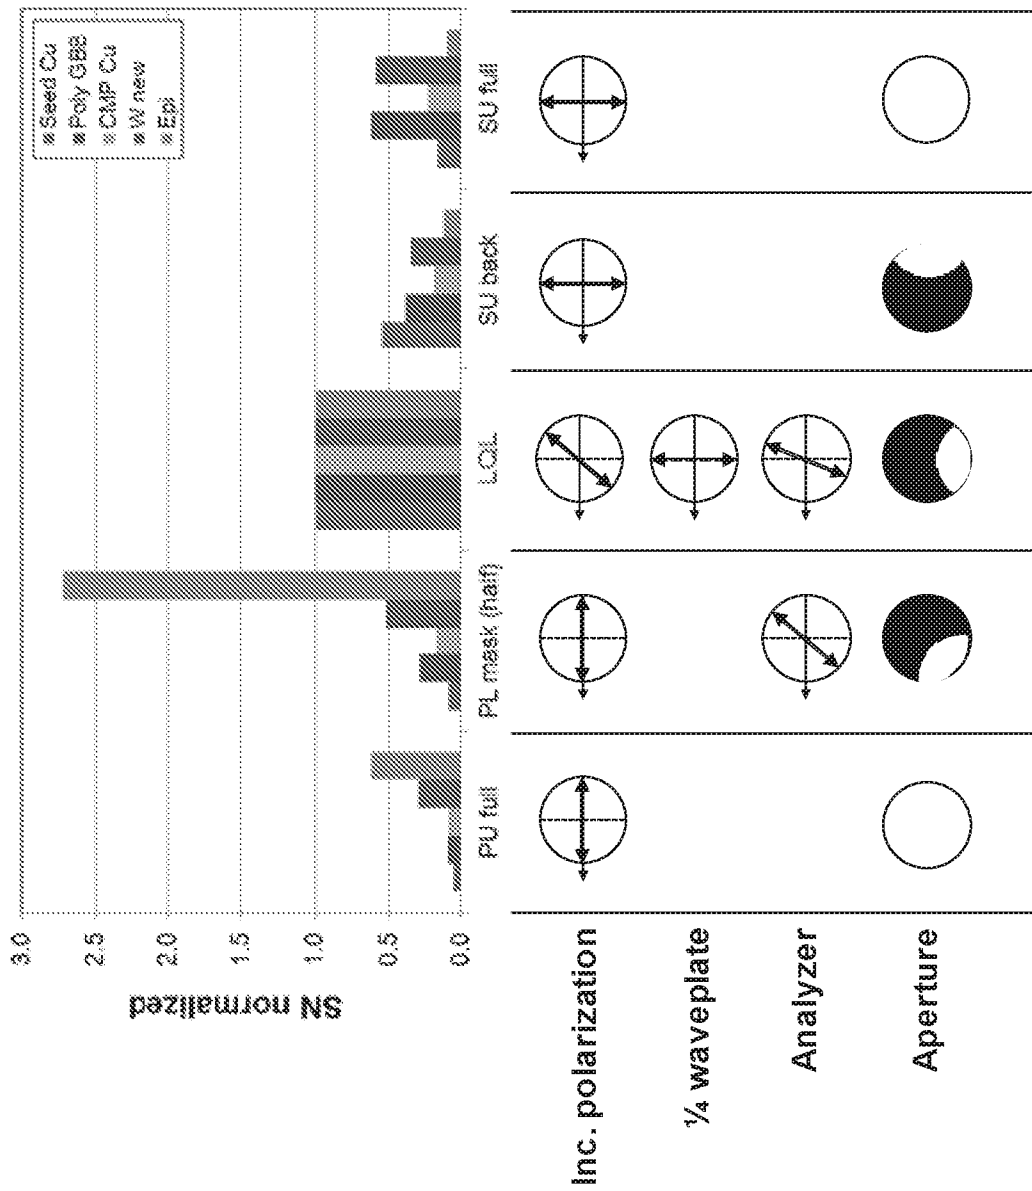 SN normalized
3.0
2.5
2.0
1.5
1.0
0.5
0.0
Seed Cu
Poly GBB
CMP Cu
W new
Epi
PU full
PL mask (half)
LQL
SU back
SU full
Inc. polarization
¼ waveplate
Analyzer
Aperture